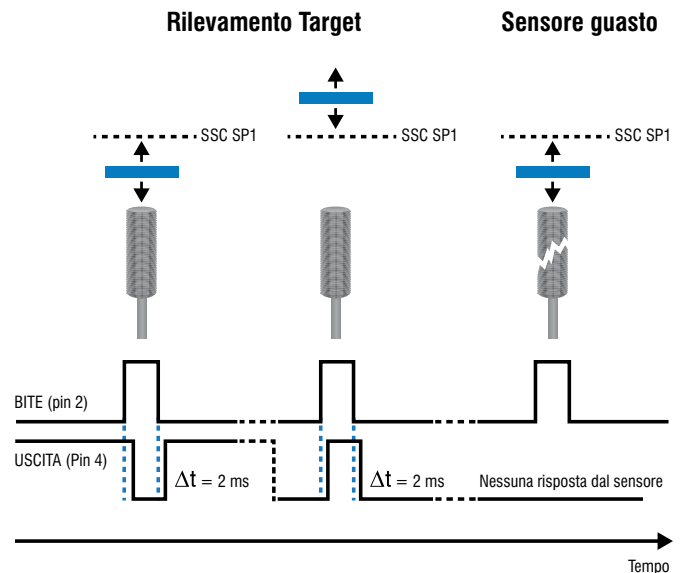 Rilevamento Target
Sensore guasto
SSC SP1
SSC SP1
SSC SP1
BITE (pin 2)
USCITA (Pin 4)
Δt = 2 ms
Δt = 2 ms
Nessuna risposta dal sensore
Tempo